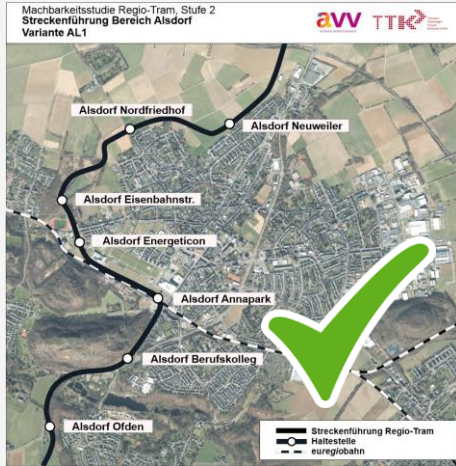 Machbarkeitsstudie Regio-Tram, Stufe 2
Streckenführung Bereich Alsdorf
Variante AL1
avv
TTK
Alsdorf Nordfriedhof
Alsdorf Neuweiler
Alsdorf Eisenbahnstr.
Alsdorf Energeticon
Alsdorf Annapark
Alsdorf Berufskolleg
Alsdorf Ofden
Streckenführung Regio-Tram
Haltestelle
euregiobahn